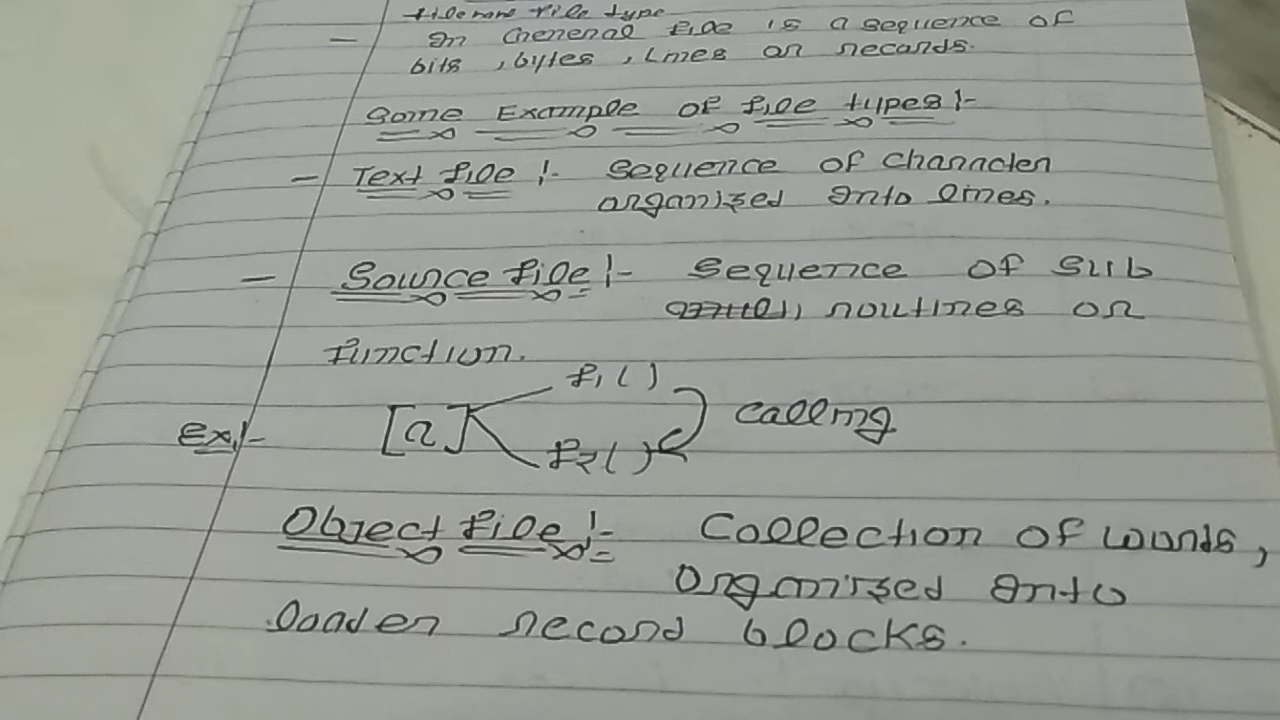 file type
- In General file is a sequence of
bits, bytes, lines or records.
Some Example of file types:-
- Text file:- Sequence of character
organized into lines.
- Source file:- Sequence of sub
routines or
function.
f1()
Ex:- [a] calling
f2()
Object file:- Collection of words,
Organized into
loader record blocks.